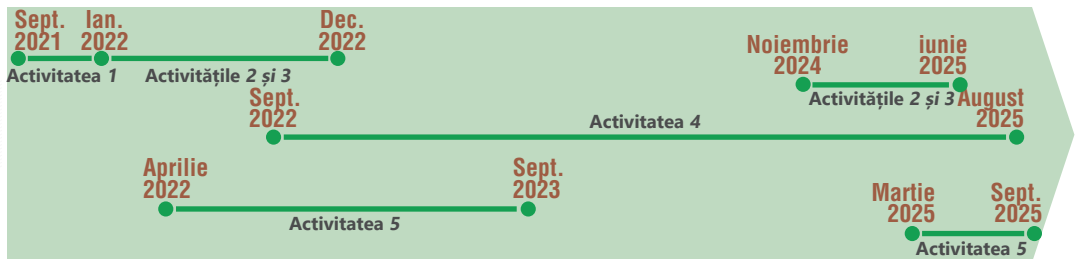 Sept. Ian. Dec.
2021 2022 2022
Activitatea 1 Activitățile 2 și 3
Noiembrie iunie
2024 2025
Activitățile 2 și 3
Sept. August
2022 2025
Activitatea 4
Aprilie Sept.
2022 2023
Activitatea 5
Martie Sept.
2025 2025
Activitatea 5